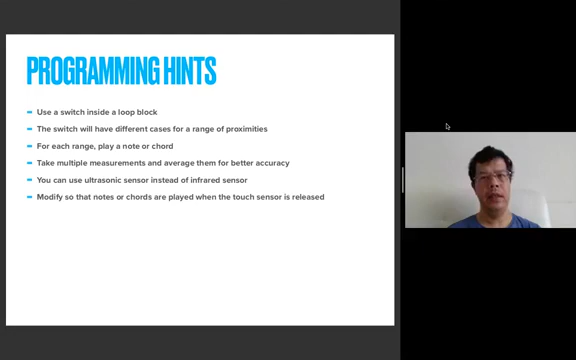 PROGRAMMING HINTS
Use a switch inside a loop block
The switch will have different cases for a range of proximities
For each range, play a note or chord
Take multiple measurements and average them for better accuracy
You can use ultrasonic sensor instead of infrared sensor
Modify so that notes or chords are played when the touch sensor is released